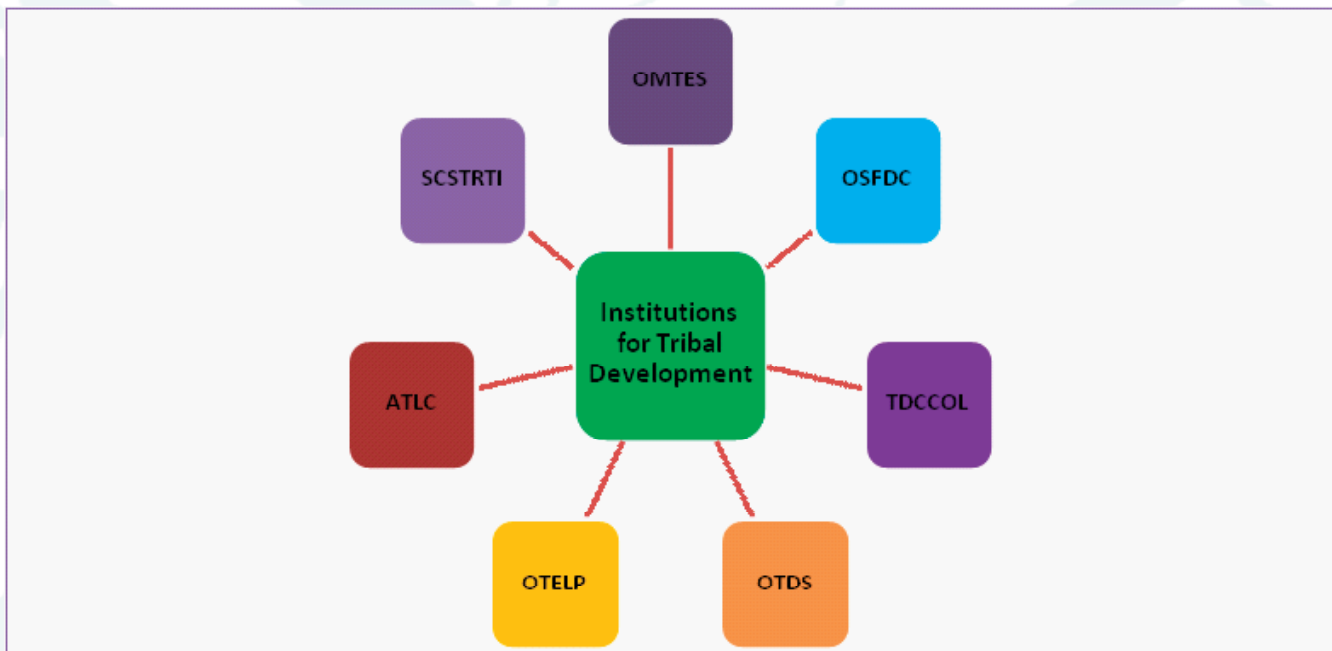 OMTES
SCSTRTI
OSFDC
Institutions
for Tribal
Development
ATLC
TDCCOL
OTELP
OTDS